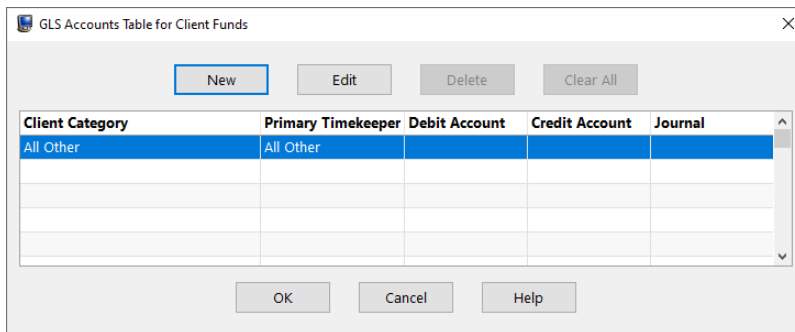 GLS Accounts Table for Client Funds
New Edit Delete Clear All
Client Category Primary Timekeeper Debit Account Credit Account Journal
All Other All Other
OK Cancel Help